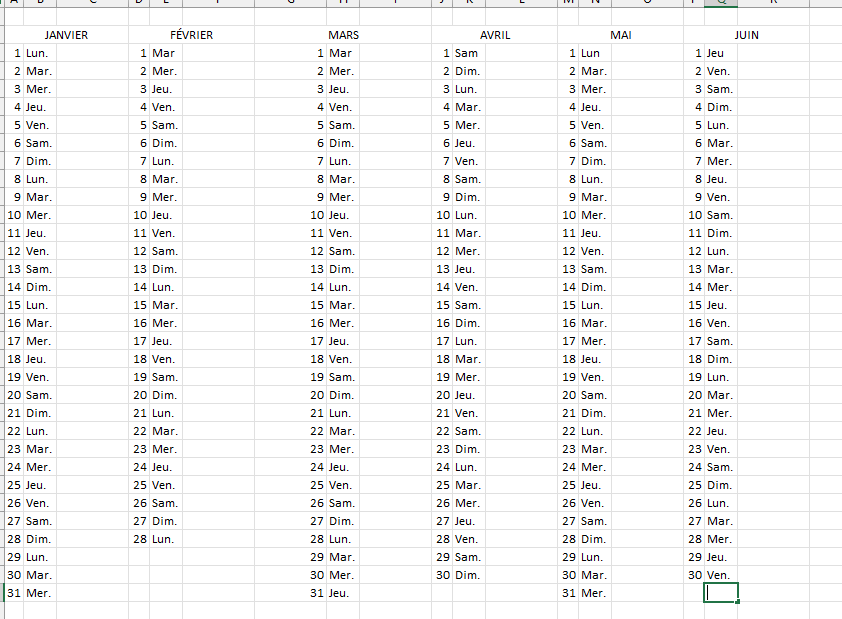 JANVIER FÉVRIER MARS AVRIL MAI JUIN
1 Lun. 1 Mar 1 Mar 1 Sam 1 Lun 1 Jeu
2 Mar. 2 Mer. 2 Mer. 2 Dim. 2 Mar. 2 Ven.
3 Mer. 3 Jeu. 3 Jeu. 3 Lun. 3 Mer. 3 Sam.
4 Jeu. 4 Ven. 4 Ven. 4 Mar. 4 Jeu. 4 Dim.
5 Ven. 5 Sam. 5 Sam. 5 Mer. 5 Ven. 5 Lun.
6 Sam. 6 Dim. 6 Dim. 6 Jeu. 6 Sam. 6 Mar.
7 Dim. 7 Lun. 7 Lun. 7 Ven. 7 Dim. 7 Mer.
8 Lun. 8 Mar. 8 Mar. 8 Sam. 8 Lun. 8 Jeu.
9 Mar. 9 Mer. 9 Mer. 9 Dim. 9 Mar. 9 Ven.
10 Mer. 10 Jeu. 10 Jeu. 10 Lun. 10 Mer. 10 Sam.
11 Jeu. 11 Ven. 11 Ven. 11 Mar. 11 Jeu. 11 Dim.
12 Ven. 12 Sam. 12 Sam. 12 Mer. 12 Ven. 12 Lun.
13 Sam. 13 Dim. 13 Dim. 13 Jeu. 13 Sam. 13 Mar.
14 Dim. 14 Lun. 14 Lun. 14 Ven. 14 Dim. 14 Mer.
15 Lun. 15 Mar. 15 Mar. 15 Sam. 15 Lun. 15 Jeu.
16 Mar. 16 Mer. 16 Mer. 16 Dim. 16 Mar. 16 Ven.
17 Mer. 17 Jeu. 17 Jeu. 17 Lun. 17 Mer. 17 Sam.
18 Jeu. 18 Ven. 18 Ven. 18 Mar. 18 Jeu. 18 Dim.
19 Ven. 19 Sam. 19 Sam. 19 Mer. 19 Ven. 19 Lun.
20 Sam. 20 Dim. 20 Dim. 20 Jeu. 20 Sam. 20 Mar.
21 Dim. 21 Lun. 21 Lun. 21 Ven. 21 Dim. 21 Mer.
22 Lun. 22 Mar. 22 Mar. 22 Sam. 22 Lun. 22 Jeu.
23 Mar. 23 Mer. 23 Mer. 23 Dim. 23 Mar. 23 Ven.
24 Mer. 24 Jeu. 24 Jeu. 24 Lun. 24 Mer. 24 Sam.
25 Jeu. 25 Ven. 25 Ven. 25 Mar. 25 Jeu. 25 Dim.
26 Ven. 26 Sam. 26 Sam. 26 Mer. 26 Ven. 26 Lun.
27 Sam. 27 Dim. 27 Dim. 27 Jeu. 27 Sam. 27 Mar.
28 Dim. 28 Lun. 28 Lun. 28 Ven. 28 Dim. 28 Mer.
29 Lun. 29 Mar. 29 Sam. 29 Lun. 29 Jeu.
30 Mar. 30 Mer. 30 Dim. 30 Mar. 30 Ven.
31 Mer. 31 Jeu. 31 Mer.